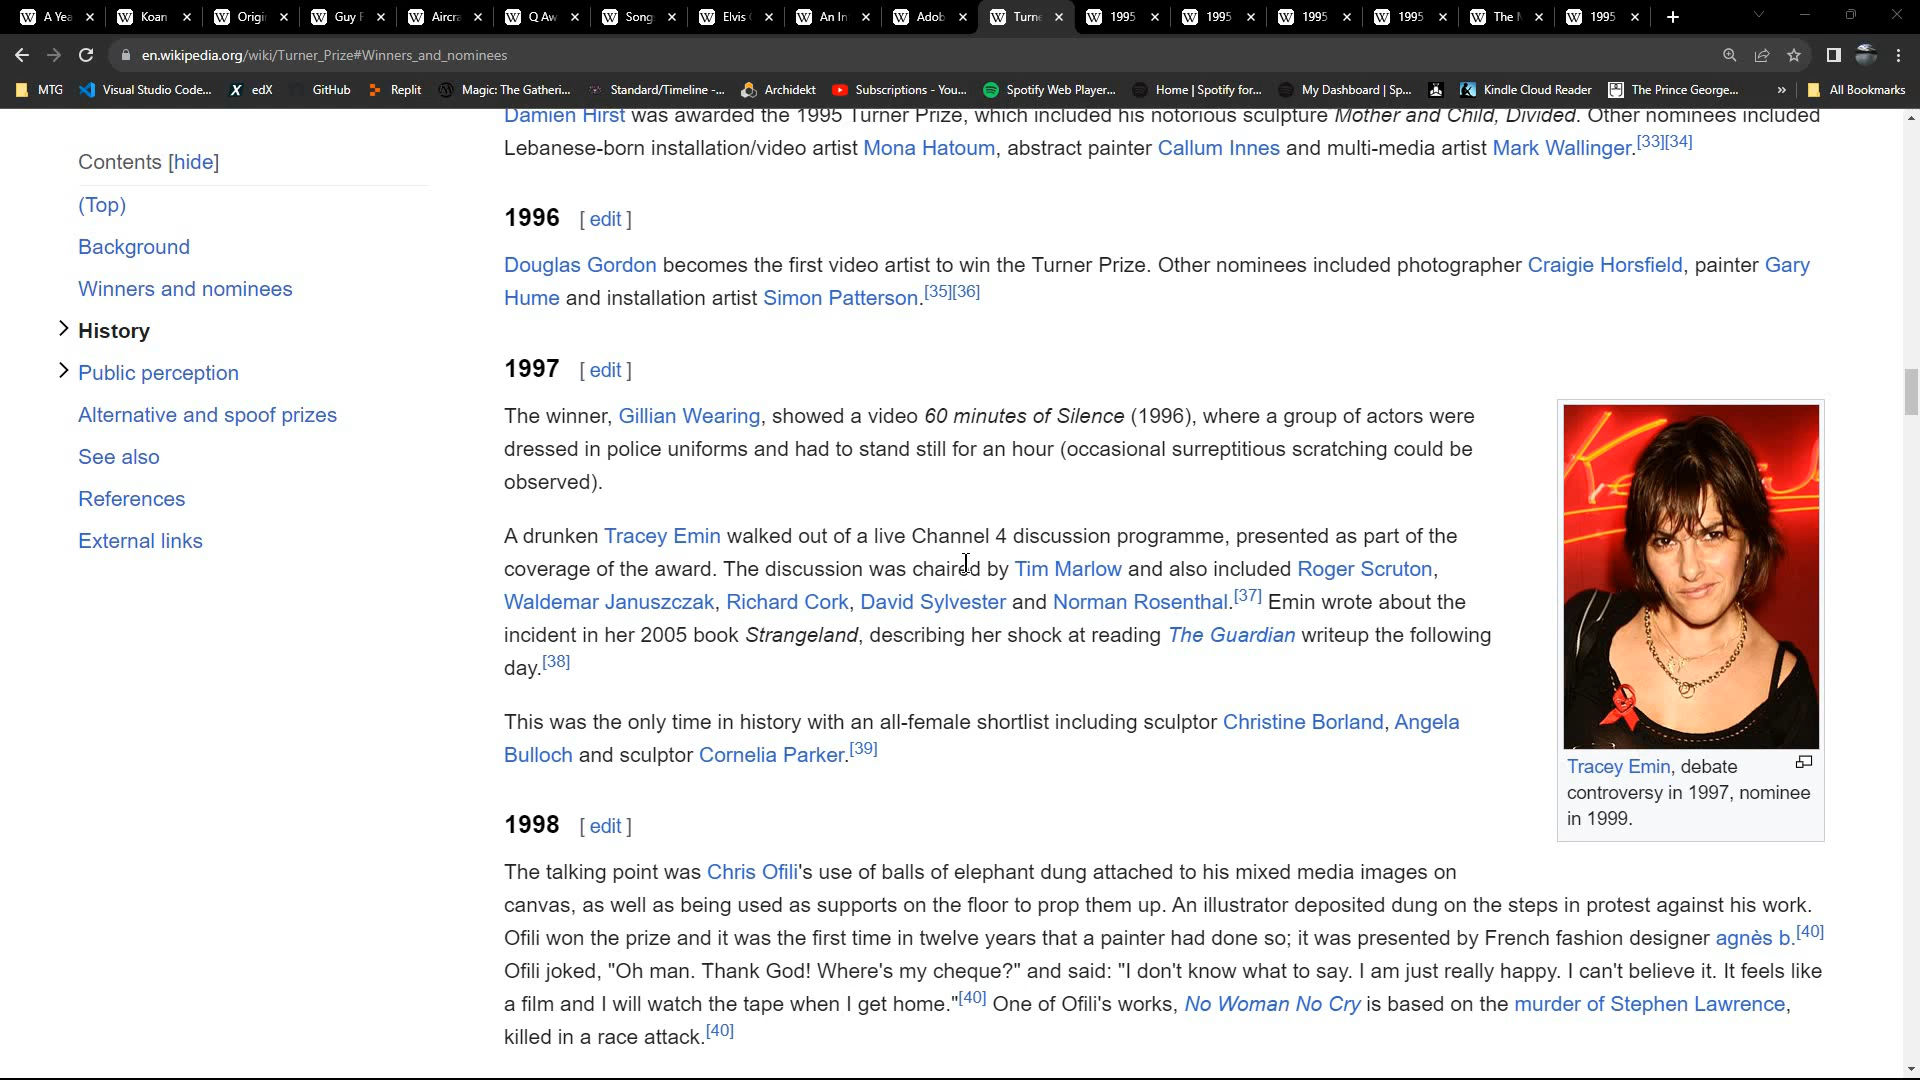 A Yea
Koan
Origi
Guy F
Aircra
Q Aw
Song
Elvis
An In
Adob
Turne
1995
1995
1995
1995
The N
1995
en.wikipedia.org/wiki/Turner_Prize#Winners_and_nominees
MTG
Visual Studio Code...
edX
GitHub
Replit
Magic: The Gatheri...
Standard/Timeline -...
Archidekt
Subscriptions - You...
Spotify Web Player...
Home | Spotify for...
My Dashboard | Sp...
Kindle Cloud Reader
The Prince George...
»
All Bookmarks
Contents [hide]
(Top)
Background
Winners and nominees
History
Public perception
Alternative and spoof prizes
See also
References
External links
Damien Hirst was awarded the 1995 Turner Prize, which included his notorious sculpture Mother and Child, Divided. Other nominees included
Lebanese-born installation/video artist Mona Hatoum, abstract painter Callum Innes and multi-media artist Mark Wallinger.[33][34]
1996 [ edit ]
Douglas Gordon becomes the first video artist to win the Turner Prize. Other nominees included photographer Craigie Horsfield, painter Gary
Hume and installation artist Simon Patterson.[35][36]
1997 [ edit ]
The winner, Gillian Wearing, showed a video 60 minutes of Silence (1996), where a group of actors were
dressed in police uniforms and had to stand still for an hour (occasional surreptitious scratching could be
observed).
A drunken Tracey Emin walked out of a live Channel 4 discussion programme, presented as part of the
coverage of the award. The discussion was chaired by Tim Marlow and also included Roger Scruton,
Waldemar Januszczak, Richard Cork, David Sylvester and Norman Rosenthal.[37] Emin wrote about the
incident in her 2005 book Strangeland, describing her shock at reading The Guardian writeup the following
day.[38]
This was the only time in history with an all-female shortlist including sculptor Christine Borland, Angela
Bulloch and sculptor Cornelia Parker.[39]
Tracey Emin, debate
controversy in 1997, nominee
in 1999.
1998 [ edit ]
The talking point was Chris Ofili's use of balls of elephant dung attached to his mixed media images on
canvas, as well as being used as supports on the floor to prop them up. An illustrator deposited dung on the steps in protest against his work.
Ofili won the prize and it was the first time in twelve years that a painter had done so; it was presented by French fashion designer agnès b.[40]
Ofili joked, "Oh man. Thank God! Where's my cheque?" and said: "I don't know what to say. I am just really happy. I can't believe it. It feels like
a film and I will watch the tape when I get home."[40] One of Ofili's works, No Woman No Cry is based on the murder of Stephen Lawrence,
killed in a race attack.[40]